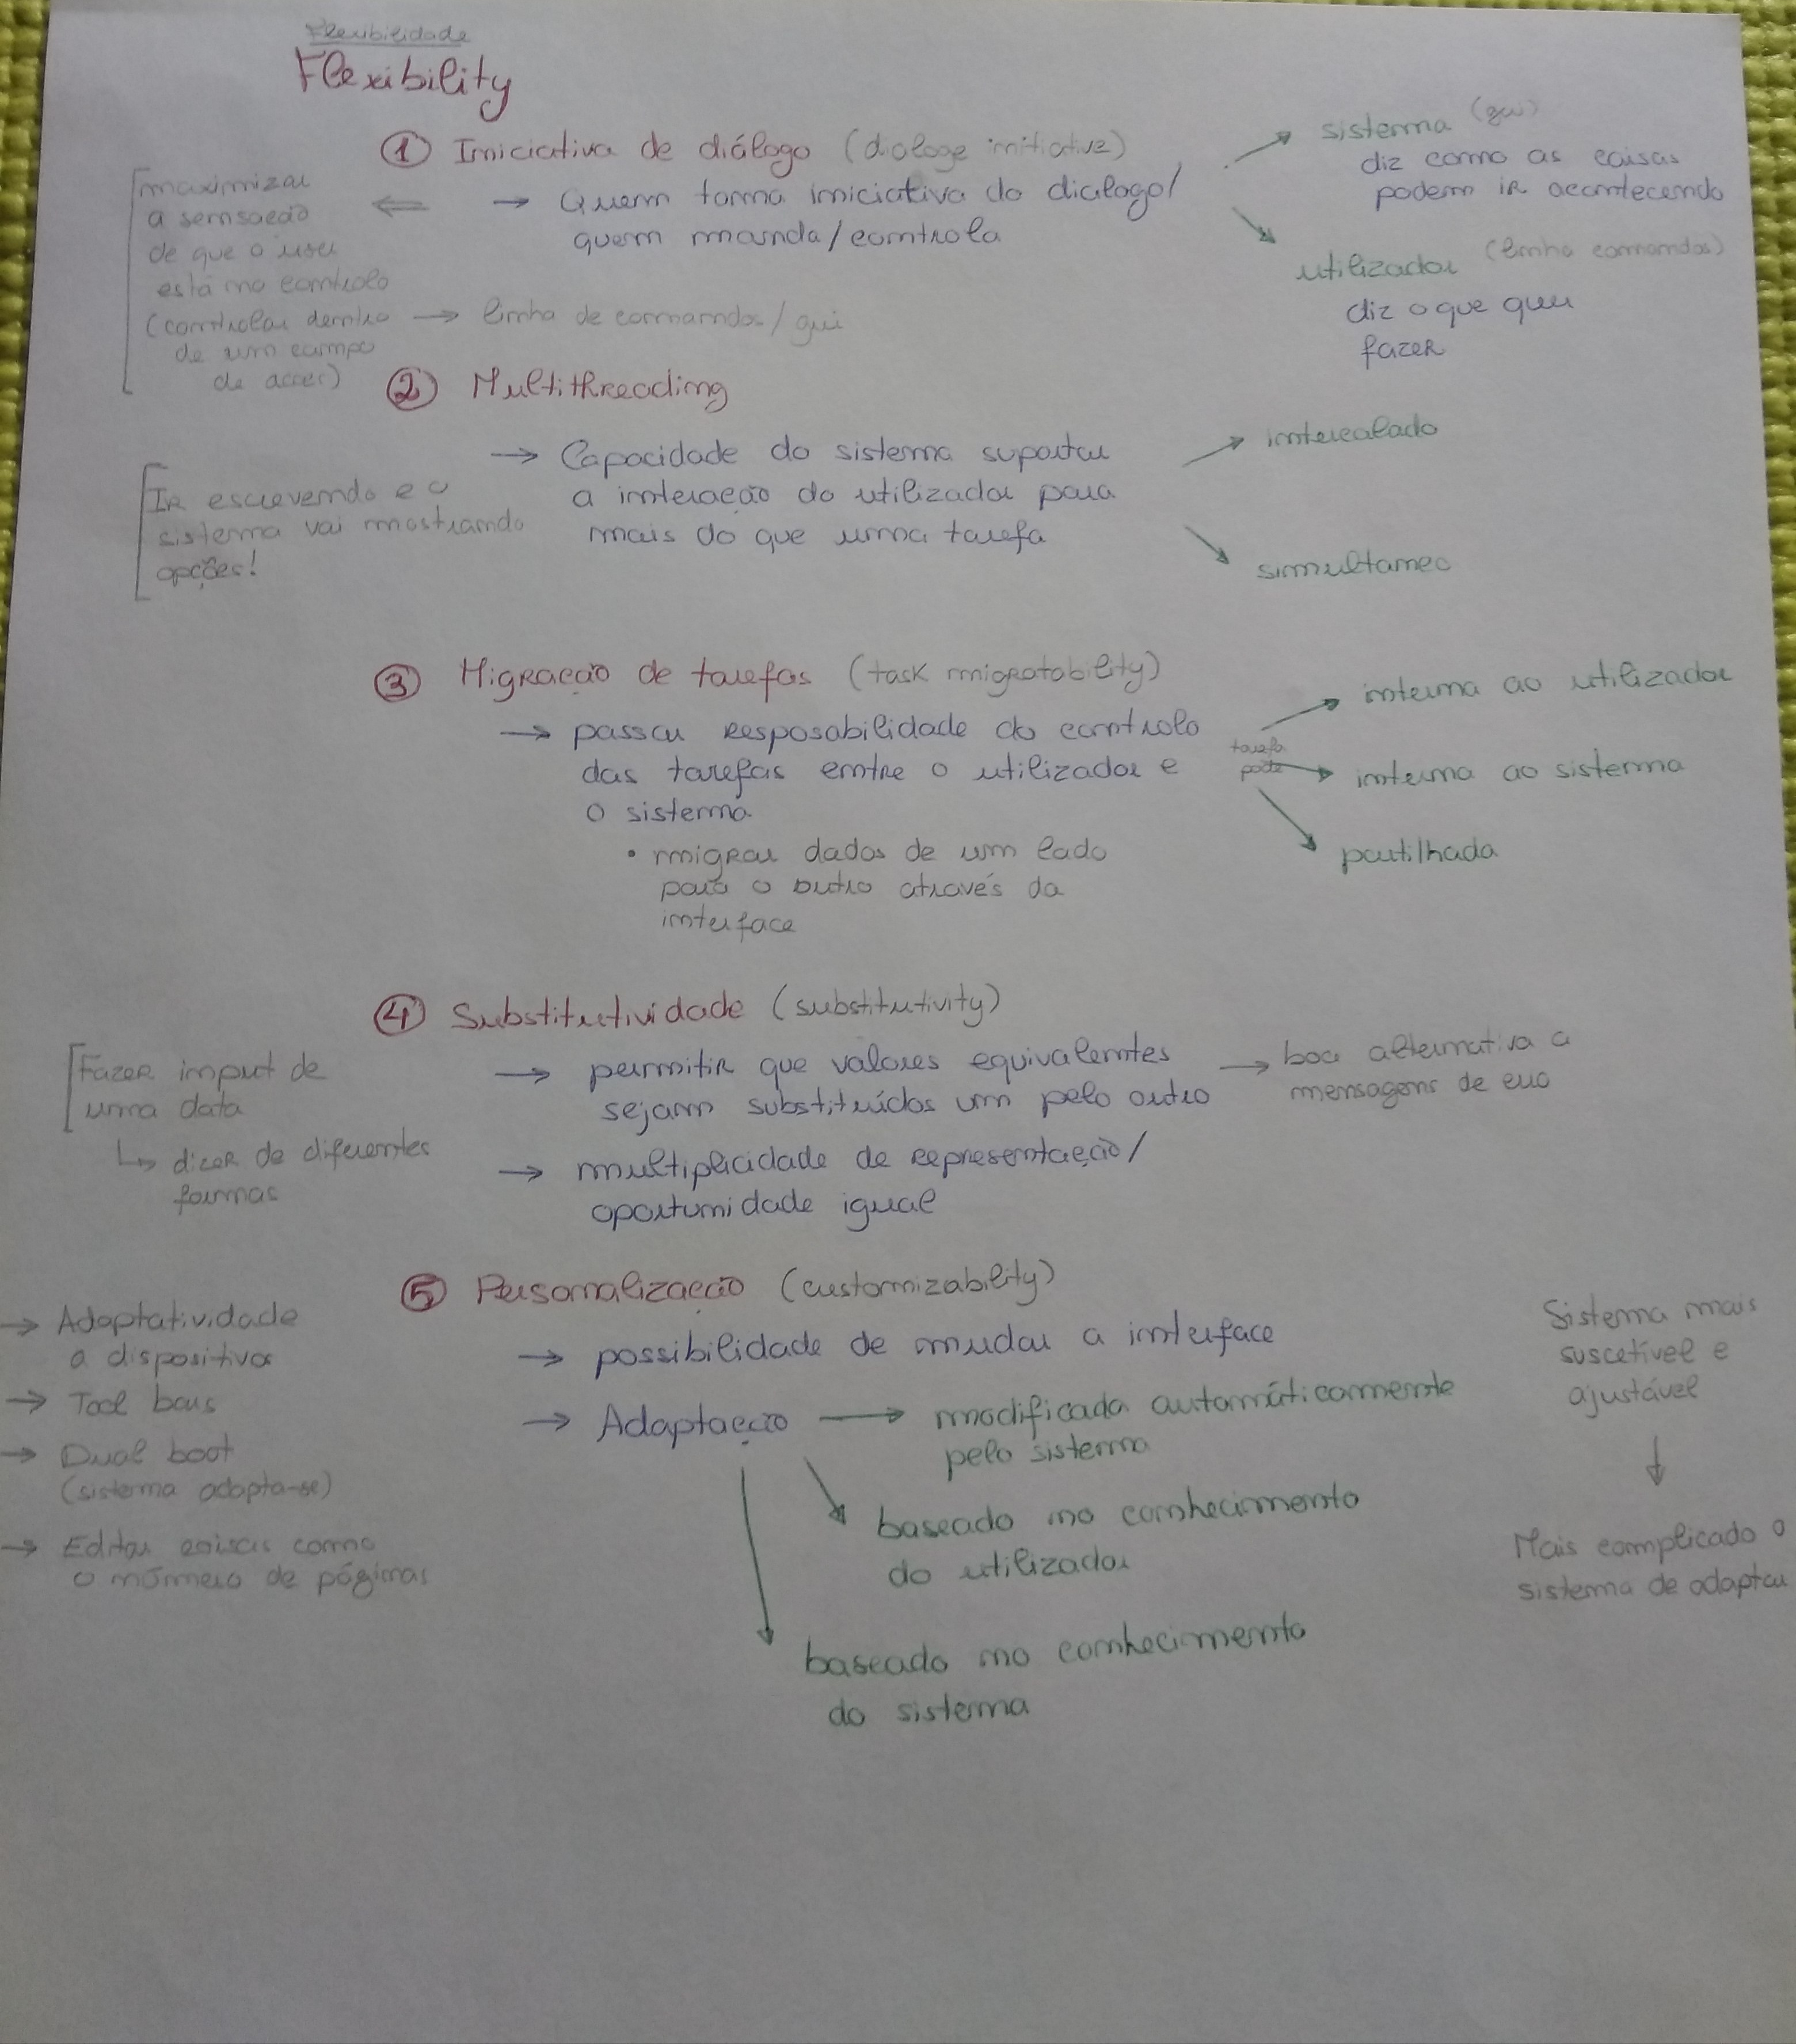 Flexibilidade
Flexibility
① Iniciativa de diálogo (dialoge initiative)
→ Quem toma iniciativa do dialogo/
quem manda/controla
sistema (gui)
diz como as coisas
podem ir acontecendo
utilizador (linha comandos)
diz o que quer
fazer
maximizar
a sensação
de que o user
está no controlo
(controlar dentro → linha de comandos/gui
de um campo
de acces)
② Multithreading
→ Capacidade do sistema suportar
a interação do utilizador para
mais do que uma tarefa
intercalado
simultaneo
Ir escrevendo e o
sistema vai mostrando
opções!
③ Migração de tarefas (task migratability)
→ passar resposabilidade do controlo
das tarefas entre o utilizador e
o sistema
• migrar dados de um lado
para o outro através da
interface
tarefa
pode
interna ao utilizador
interna ao sistema
partilhada
④ Substitutividade (substitutivity)
→ permitir que valores equivalentes
sejam substituídos um pelo outro
→ boa alternativa a
mensagens de erro
→ multiplicidade de representação/
oportunidade igual
Fazer input de
uma data
↳ dizer de diferentes
formas
⑤ Personalização (customizability)
→ possibilidade de mudar a interface
→ Adaptação → modificada automáticamente
pelo sistema
baseado no conhecimento
do utilizador
baseado no conhecimento
do sistema
→ Adaptatividade
a dispositivos
→ Tool bars
→ Dual boot
(sistema adapta-se)
→ Editar coisas como
o número de páginas
Sistema mais
suscetível e
ajustável
↓
Mais complicado o
sistema de adaptar